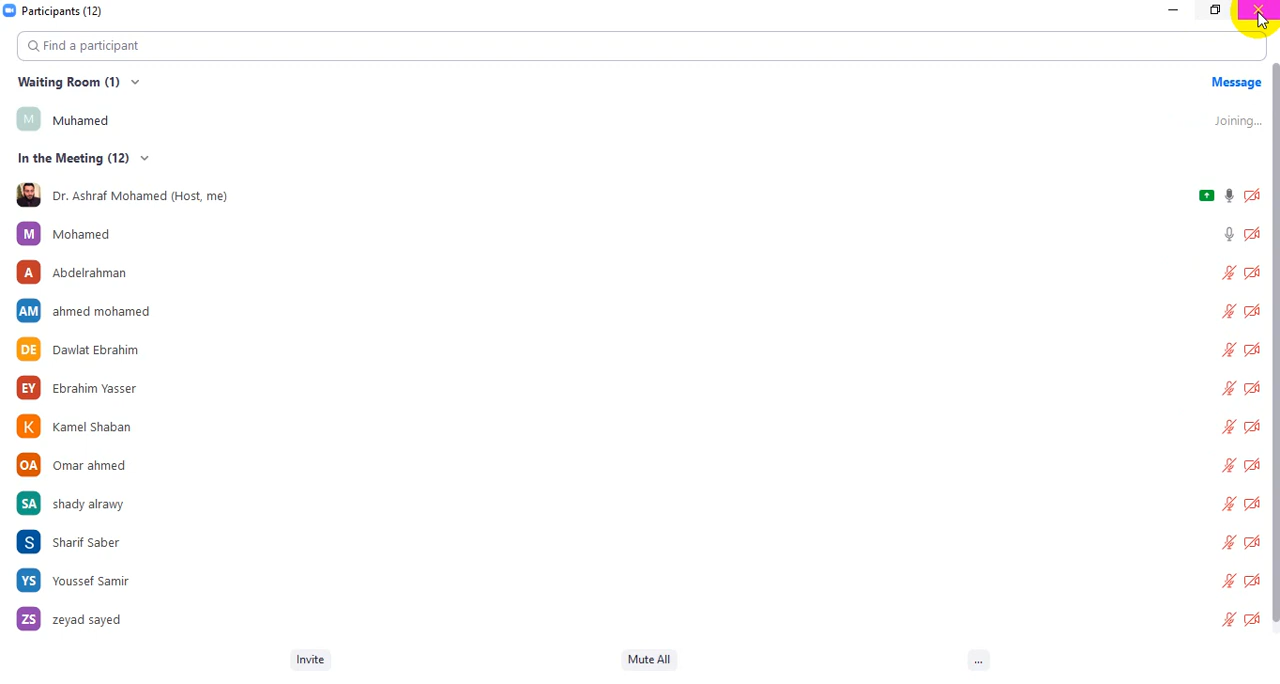 Participants (12)
Find a participant
Waiting Room (1) Message
M Muhamed Joining...
In the Meeting (12)
Dr. Ashraf Mohamed (Host, me)
M Mohamed
A Abdelrahman
AM ahmed mohamed
DE Dawlat Ebrahim
EY Ebrahim Yasser
K Kamel Shaban
OA Omar ahmed
SA shady alrawy
S Sharif Saber
YS Youssef Samir
ZS zeyad sayed
Invite Mute All ...